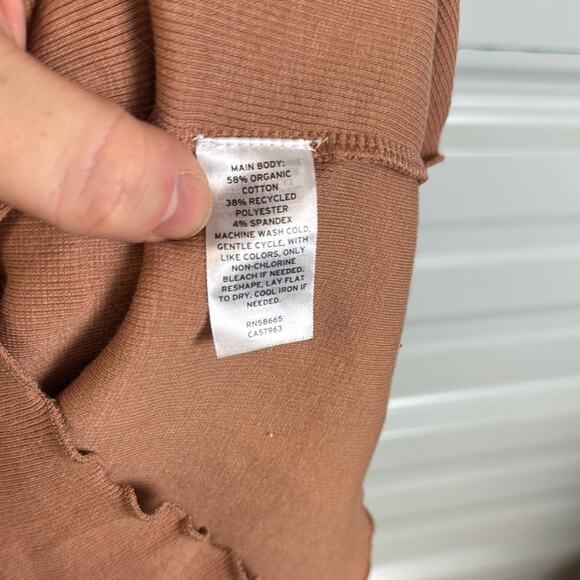 MAIN BODY:
58% ORGANIC
COTTON
38% RECYCLED
POLYESTER
4% SPANDEX
MACHINE WASH COLD,
GENTLE CYCLE, WITH
LIKE COLORS, ONLY
NON-CHLORINE
BLEACH IF NEEDED.
RESHAPE, LAY FLAT
TO DRY. COOL IRON IF
NEEDED.
RN58665
CA57963